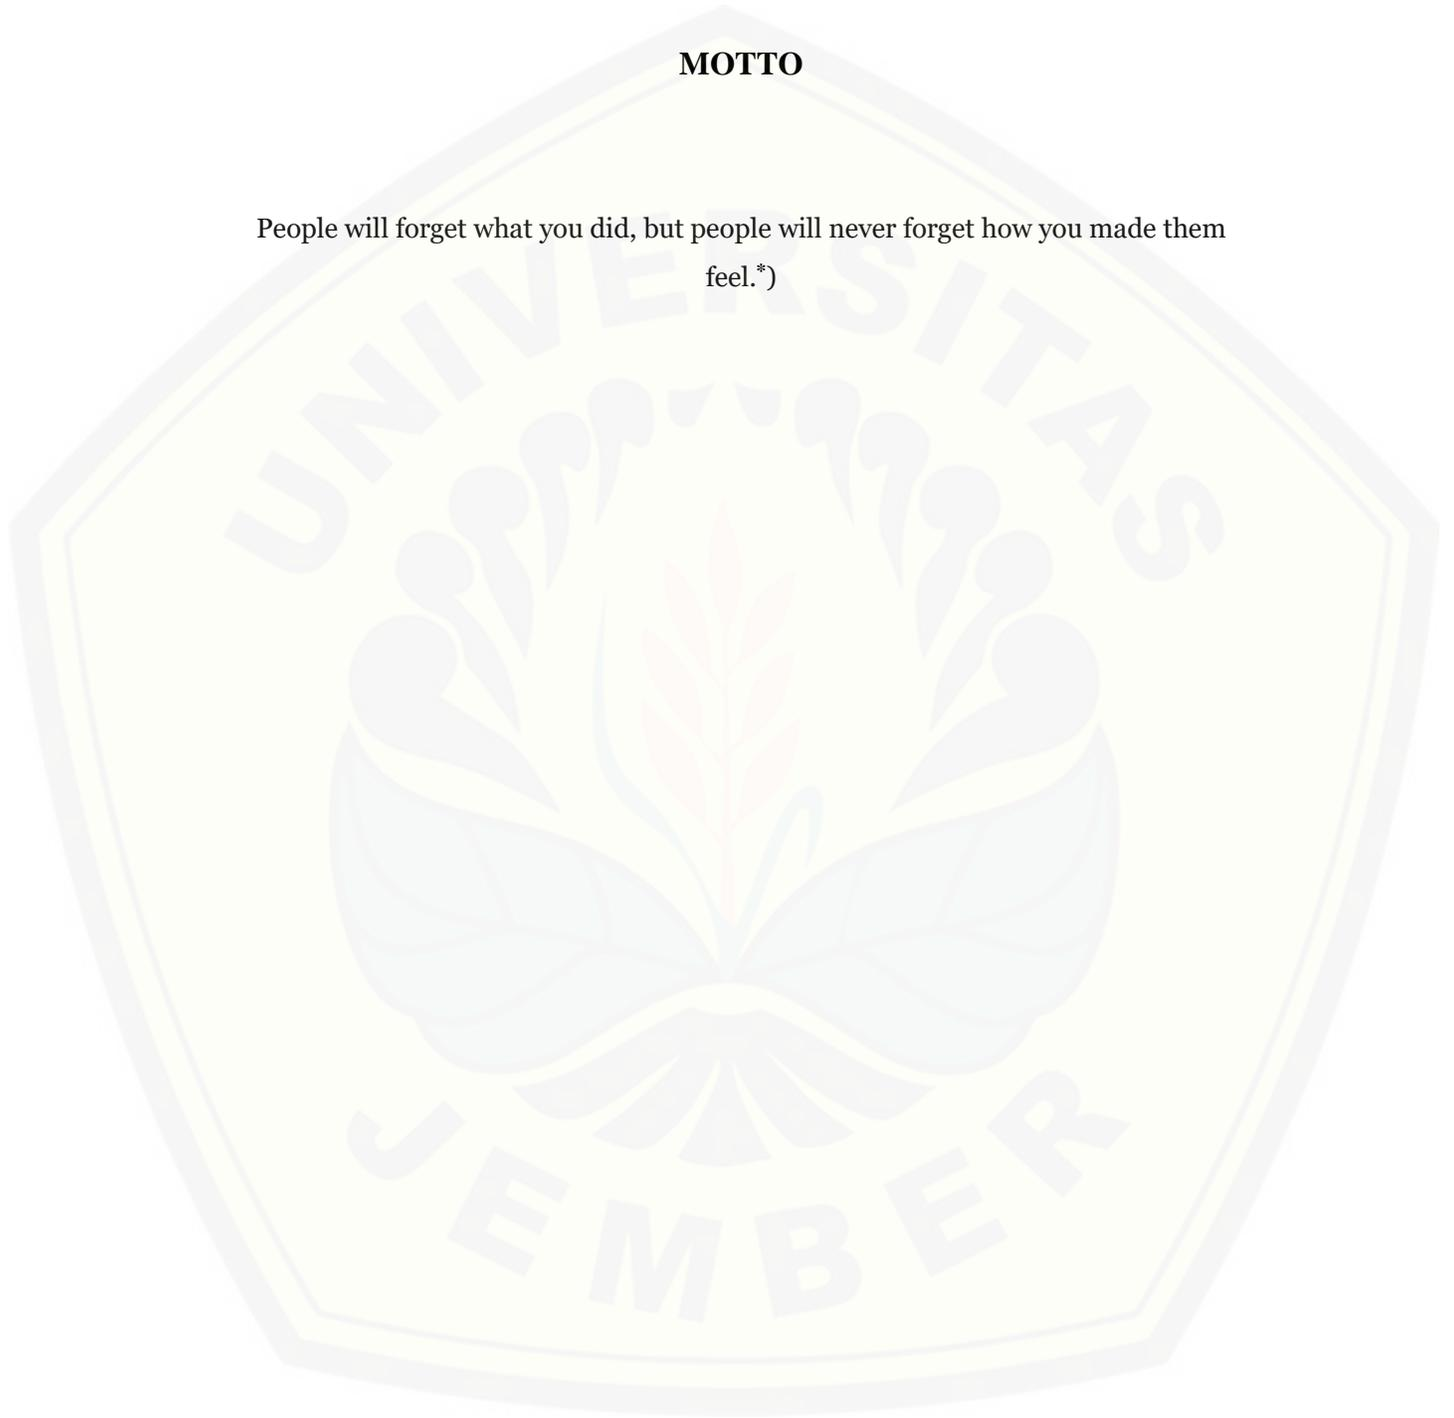 MOTTO
People will forget what you did, but people will never forget how you made them
feel.*)
UNIVERSITAS
JEMBER